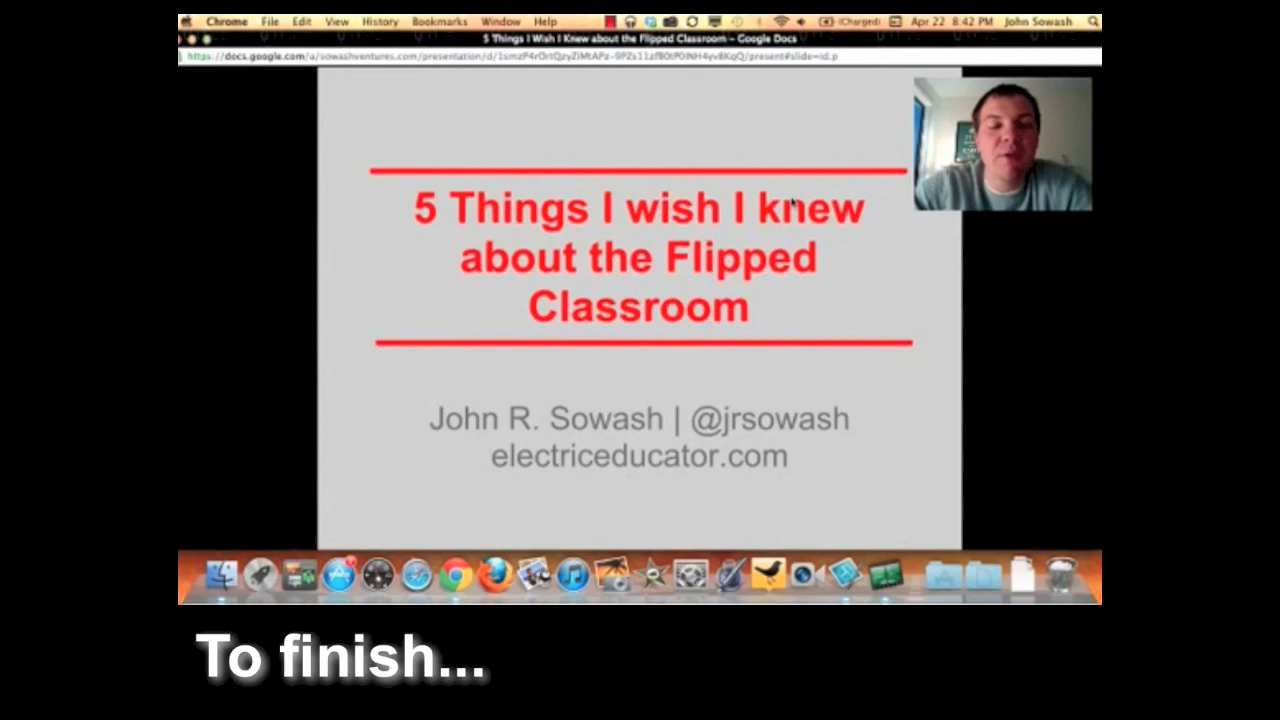 Chrome File Edit View History Bookmarks Window Help (Charged) Apr 22 8:42 PM John Sowash
5 Things I Wish I Knew about the Flipped Classroom – Google Docs
5 Things I wish I knew
about the Flipped
Classroom
John R. Sowash | @jrsowash
electriceducator.com
To finish...